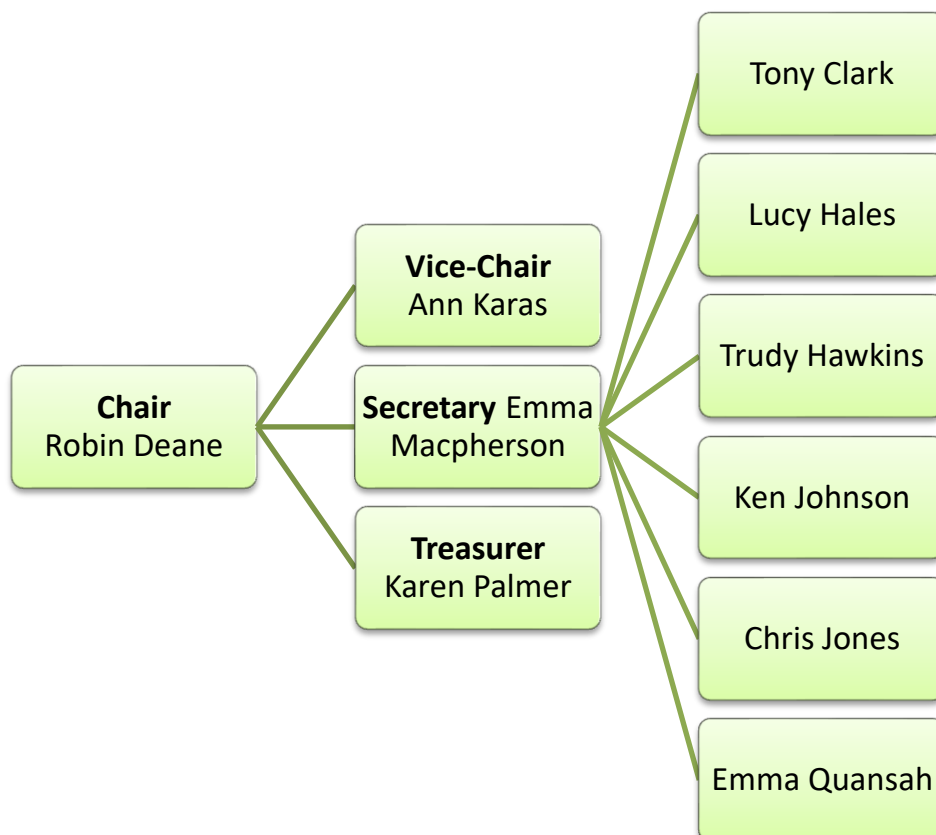 Chair
Robin Deane
Vice-Chair
Ann Karas
Secretary Emma
Macpherson
Treasurer
Karen Palmer
Tony Clark
Lucy Hales
Trudy Hawkins
Ken Johnson
Chris Jones
Emma Quansah